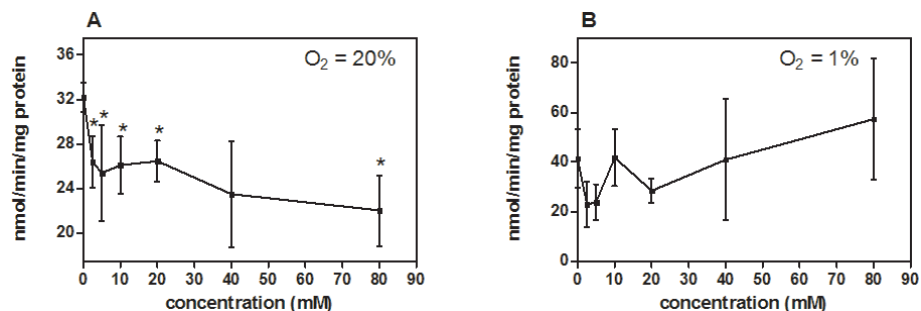 A
O₂ = 20%
nmol/min/mg protein
36
32
28
24
20
* * * * *
0 10 20 30 40 50 60 70 80 90
concentration (mM)
B
O₂ = 1%
nmol/min/mg protein
80
60
40
20
0
0 10 20 30 40 50 60 70 80 90
concentration (mM)